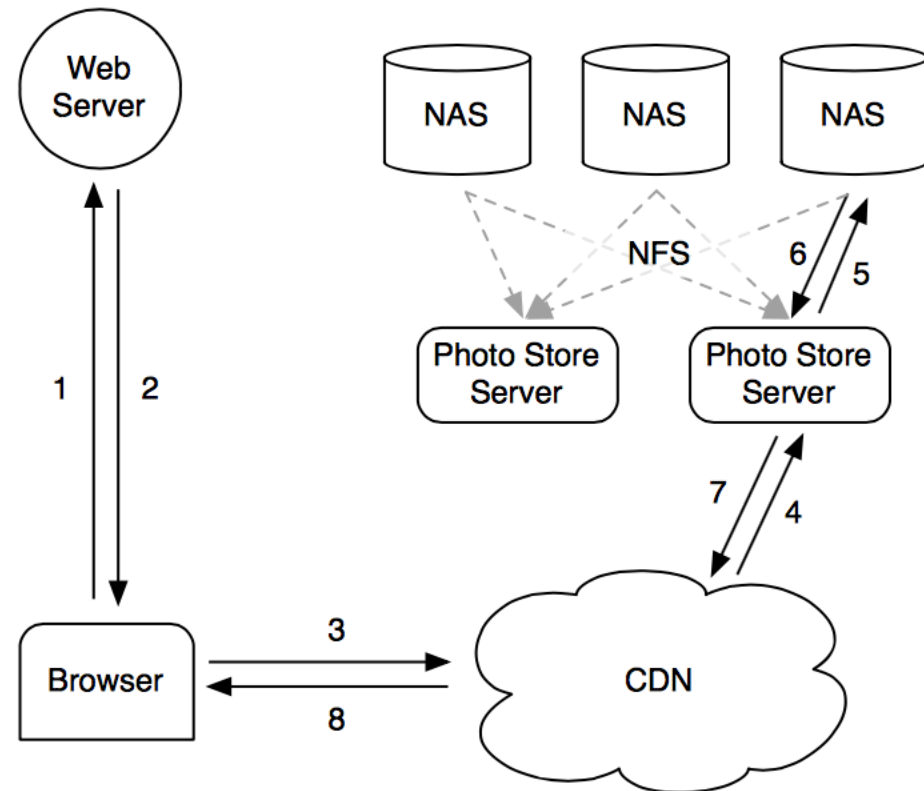 Web
Server
NAS
NAS
NAS
NFS
6
5
Photo Store
Server
Photo Store
Server
1
2
7
4
3
Browser
CDN
8